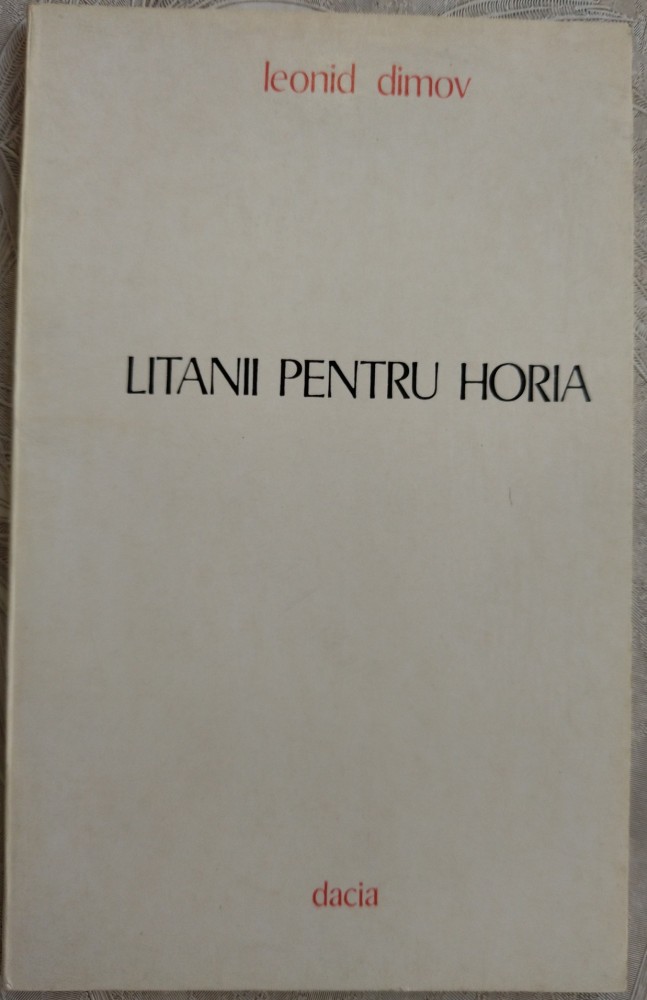 leonid dimov
LITANII PENTRU HORIA
dacia